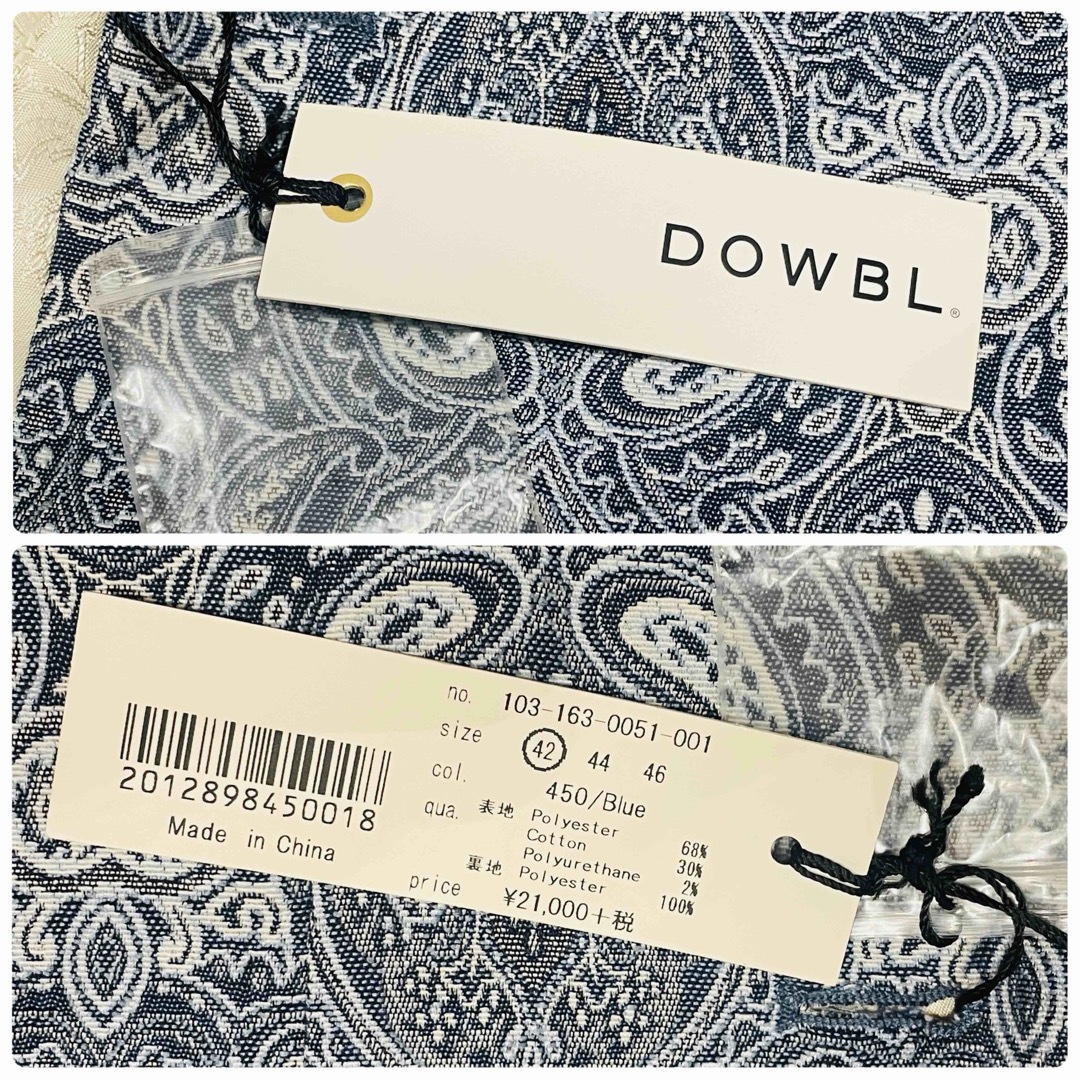 DOWBL®
no. 103-163-0051-001
size 42 44 46
col. 450/Blue
qua. 表地 Polyester 68%
Cotton 30%
Polyurethane 2%
裏地 Polyester 100%
price ¥21,000+税
2012898450018
Made in China